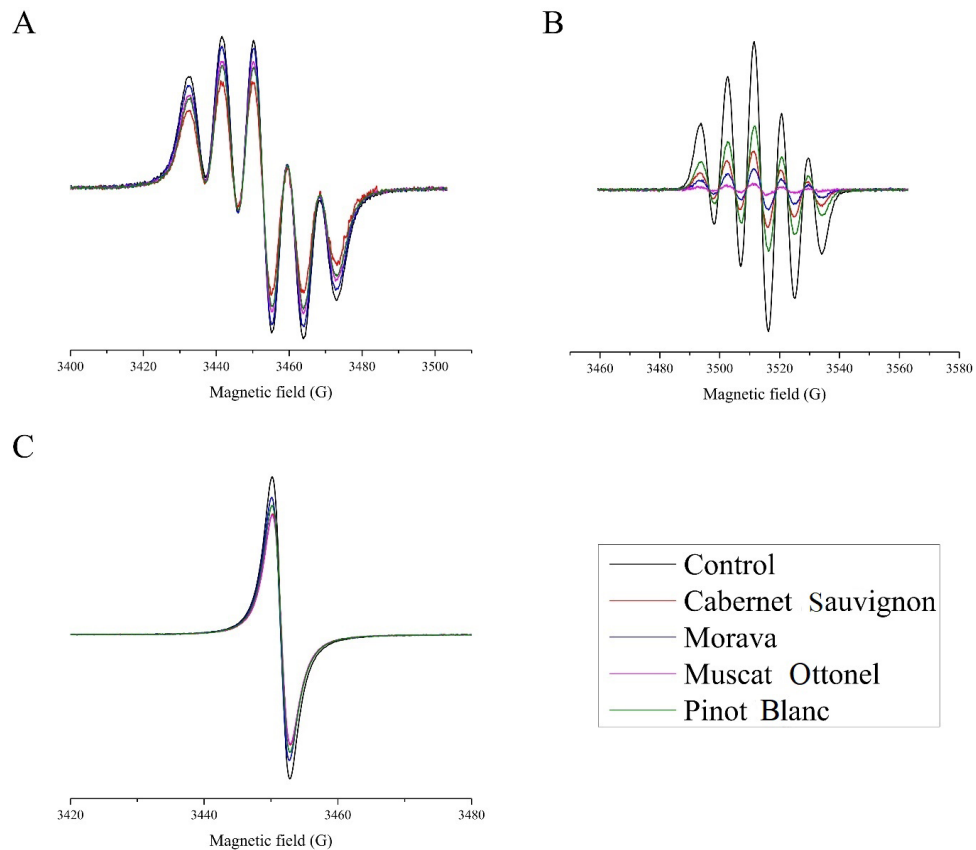 A
B
3400 3420 3440 3460 3480 3500
Magnetic field (G)
3460 3480 3500 3520 3540 3560 3580
Magnetic field (G)
C
3420 3440 3460 3480
Magnetic field (G)
Control
Cabernet Sauvignon
Morava
Muscat Ottonel
Pinot Blanc